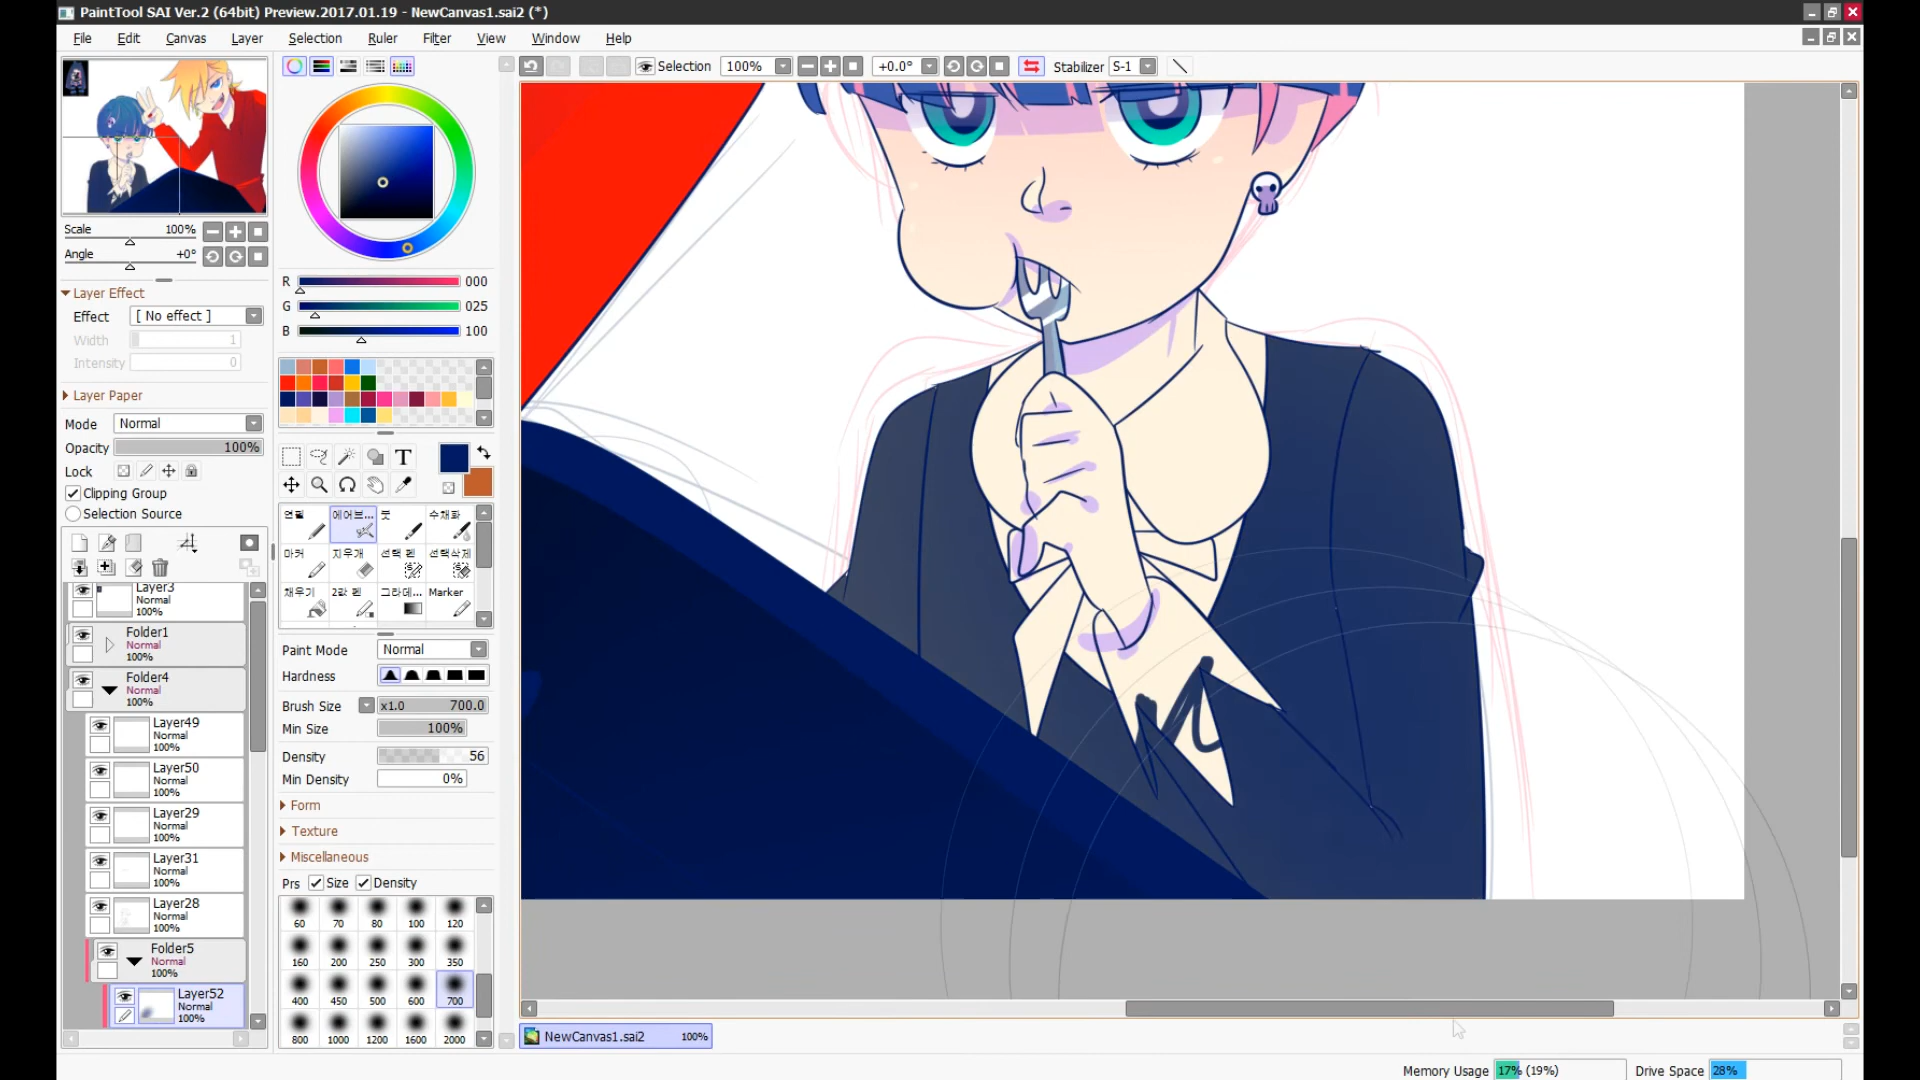 PaintTool SAI Ver.2 (64bit) Preview.2017.01.19 - NewCanvas1.sai2 (*)
File Edit Canvas Layer Selection Ruler Filter View Window Help
Selection 100% +0.0° Stabilizer S-1
Scale 100%
Angle +0°
Layer Effect
Effect [ No effect ]
Width 1
Intensity 0
Layer Paper
Mode Normal
Opacity 100%
Lock
Clipping Group
Selection Source
Layer3
Normal
100%
Folder1
Normal
100%
Folder4
Normal
100%
Layer49
Normal
100%
Layer50
Normal
100%
Layer29
Normal
100%
Layer31
Normal
100%
Layer28
Normal
100%
Folder5
Normal
100%
Layer52
Normal
100%
R 000
G 025
B 100
T
연필 에어브... 붓 수채화
마커 지우개 선택 펜 선택삭제
채우기 2값 펜 그라데... Marker
Paint Mode Normal
Hardness
Brush Size x1.0 700.0
Min Size 100%
Density 56
Min Density 0%
Form
Texture
Miscellaneous
Prs Size Density
60 70 80 100 120
160 200 250 300 350
400 450 500 600 700
800 1000 1200 1600 2000
NewCanvas1.sai2 100%
Memory Usage 17% (19%) Drive Space 28%